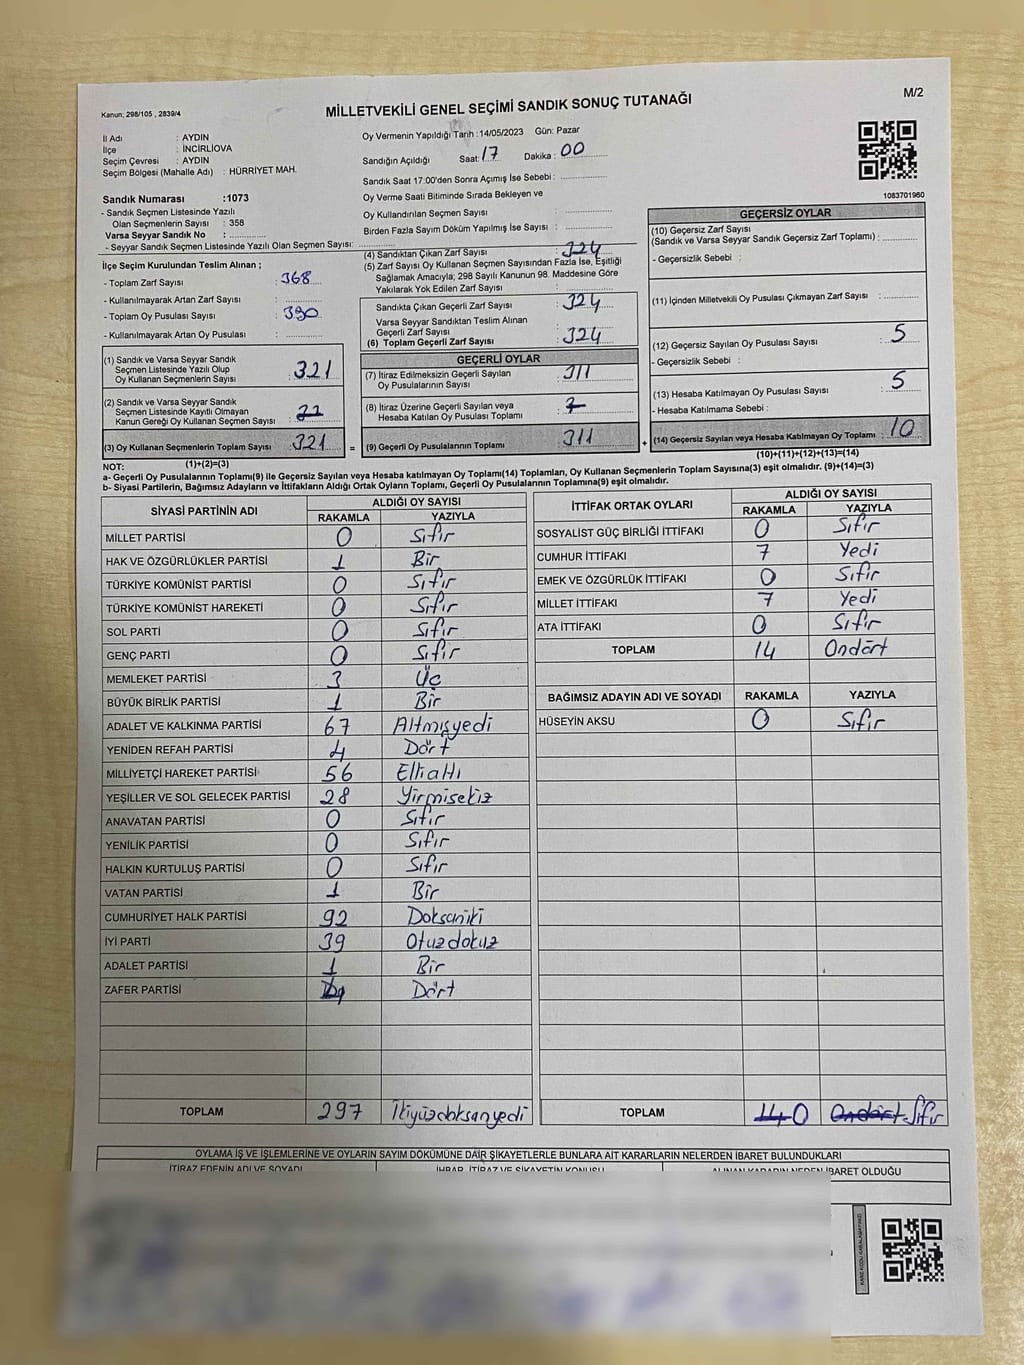 M/2
Kanun: 298/105 , 2839/4
MİLLETVEKİLİ GENEL SEÇİMİ SANDIK SONUÇ TUTANAĞI
İl Adı : AYDIN
İlçe : İNCİRLİOVA
Seçim Çevresi : AYDIN
Seçim Bölgesi (Mahalle Adı) : HÜRRİYET MAH.
Oy Vermenin Yapıldığı Tarih : 14/05/2023 Gün: Pazar
Sandığın Açıldığı Saat: 17 Dakika : 00
Sandık Saat 17:00'den Sonra Açımış İse Sebebi :
Oy Verme Saati Bitiminde Sırada Bekleyen ve
Oy Kullandırılan Seçmen Sayısı :
Birden Fazla Sayım Döküm Yapılmış İse Sayısı :
1083701960
Sandık Numarası :1073
- Sandık Seçmen Listesinde Yazılı
Olan Seçmenlerin Sayısı : 358
Varsa Seyyar Sandık No :
- Seyyar Sandık Seçmen Listesinde Yazılı Olan Seçmen Sayısı:
İlçe Seçim Kurulundan Teslim Alınan ;
- Toplam Zarf Sayısı : 368
- Kullanılmayarak Artan Zarf Sayısı :
- Toplam Oy Pusulası Sayısı :
- Kullanılmayarak Artan Oy Pusulası :
(1) Sandık ve Varsa Seyyar Sandık
Seçmen Listesinde Yazılı Olup
Oy Kullanan Seçmenlerin Sayısı : 321
(2) Sandık ve Varsa Seyyar Sandık
Seçmen Listesinde Kayıtlı Olmayan
Kanun Gereği Oy Kullanan Seçmen Sayısı :
(3) Oy Kullanan Seçmenlerin Toplam Sayısı : 321
(1)+(2)=(3)
(4) Sandıktan Çıkan Zarf Sayısı : 324
(5) Zarf Sayısı Oy Kullanan Seçmen Sayısından Fazla İse, Eşitliği
Sağlamak Amacıyla; 298 Sayılı Kanunun 98. Maddesine Göre
Yakılarak Yok Edilen Zarf Sayısı :
Sandıkta Çıkan Geçerli Zarf Sayısı : 324
Varsa Seyyar Sandıktan Teslim Alınan
Geçerli Zarf Sayısı :
(6) Toplam Geçerli Zarf Sayısı : 324
GEÇERLİ OYLAR
(7) İtiraz Edilmeksizin Geçerli Sayılan
Oy Pusulalarının Sayısı : 311
(8) İtiraz Üzerine Geçerli Sayılan veya
Hesaba Katılan Oy Pusulası Toplamı :
= (9) Geçerli Oy Pusulalarının Toplamı : 311
GEÇERSİZ OYLAR
(10) Geçersiz Zarf Sayısı
(Sandık ve Varsa Seyyar Sandık Geçersiz Zarf Toplamı) :
- Geçersizlik Sebebi :
(11) İçinden Milletvekili Oy Pusulası Çıkmayan Zarf Sayısı :
(12) Geçersiz Sayılan Oy Pusulası Sayısı : 5
- Geçersizlik Sebebi :
(13) Hesaba Katılmayan Oy Pusulası Sayısı : 5
- Hesaba Katılmama Sebebi :
+ (14) Geçersiz Sayılan veya Hesaba Katılmayan Oy Toplamı : 10
(10)+(11)+(12)+(13)=(14)
NOT:
a- Geçerli Oy Pusulalarının Toplamı(9) ile Geçersiz Sayılan veya Hesaba katılmayan Oy Toplamı(14) Toplamları, Oy Kullanan Seçmenlerin Toplam Sayısına(3) eşit olmalıdır. (9)+(14)=(3)
b- Siyasi Partilerin, Bağımsız Adayların ve İttifakların Aldığı Ortak Oyların Toplamı, Geçerli Oy Pusulalarının Toplamına(9) eşit olmalıdır.
SİYASİ PARTİNİN ADI ALDIĞI OY SAYISI
RAKAMLA YAZIYLA
MİLLET PARTİSİ 0 Sıfır
HAK VE ÖZGÜRLÜKLER PARTİSİ 1 Bir
TÜRKİYE KOMÜNİST PARTİSİ 0 Sıfır
TÜRKİYE KOMÜNİST HAREKETİ 0 Sıfır
SOL PARTİ 0 Sıfır
GENÇ PARTİ 0 Sıfır
MEMLEKET PARTİSİ 3 Üç
BÜYÜK BİRLİK PARTİSİ 1 Bir
ADALET VE KALKINMA PARTİSİ 67 Altmışyedi
YENİDEN REFAH PARTİSİ 4 Dört
MİLLİYETÇİ HAREKET PARTİSİ 56 Elliallı
YEŞİLLER VE SOL GELECEK PARTİSİ 28 Yirmisekiz
ANAVATAN PARTİSİ 0 Sıfır
YENİLİK PARTİSİ 0 Sıfır
HALKIN KURTULUŞ PARTİSİ 0 Sıfır
VATAN PARTİSİ 1 Bir
CUMHURİYET HALK PARTİSİ 92 Doksaniki
İYİ PARTİ 39 Otuzdokuz
ADALET PARTİSİ 1 Bir
ZAFER PARTİSİ Dört
TOPLAM 297 İkiyüzdoksanyedi
İTTİFAK ORTAK OYLARI ALDIĞI OY SAYISI
RAKAMLA YAZIYLA
SOSYALİST GÜÇ BİRLİĞİ İTTİFAKI 0 Sıfır
CUMHUR İTTİFAKI 7 Yedi
EMEK VE ÖZGÜRLÜK İTTİFAKI 0 Sıfır
MİLLET İTTİFAKI 7 Yedi
ATA İTTİFAKI 0 Sıfır
TOPLAM 14 Ondört
BAĞIMSIZ ADAYIN ADI VE SOYADI RAKAMLA YAZIYLA
HÜSEYİN AKSU 0 Sıfır
TOPLAM 14 0 Ondört Sıfır
OYLAMA İŞ VE İŞLEMLERİNE VE OYLARIN SAYIM DÖKÜMÜNE DAİR ŞİKAYETLERLE BUNLARA AİT KARARLARIN NELERDEN İBARET BULUNDUKLARI
İTİRAZ EDENİN ADI VE SOYADI İHBAR, İTİRAZ VE ŞİKAYETİN KONUSU ALINAN KARARIN NEDEN İBARET OLDUĞU